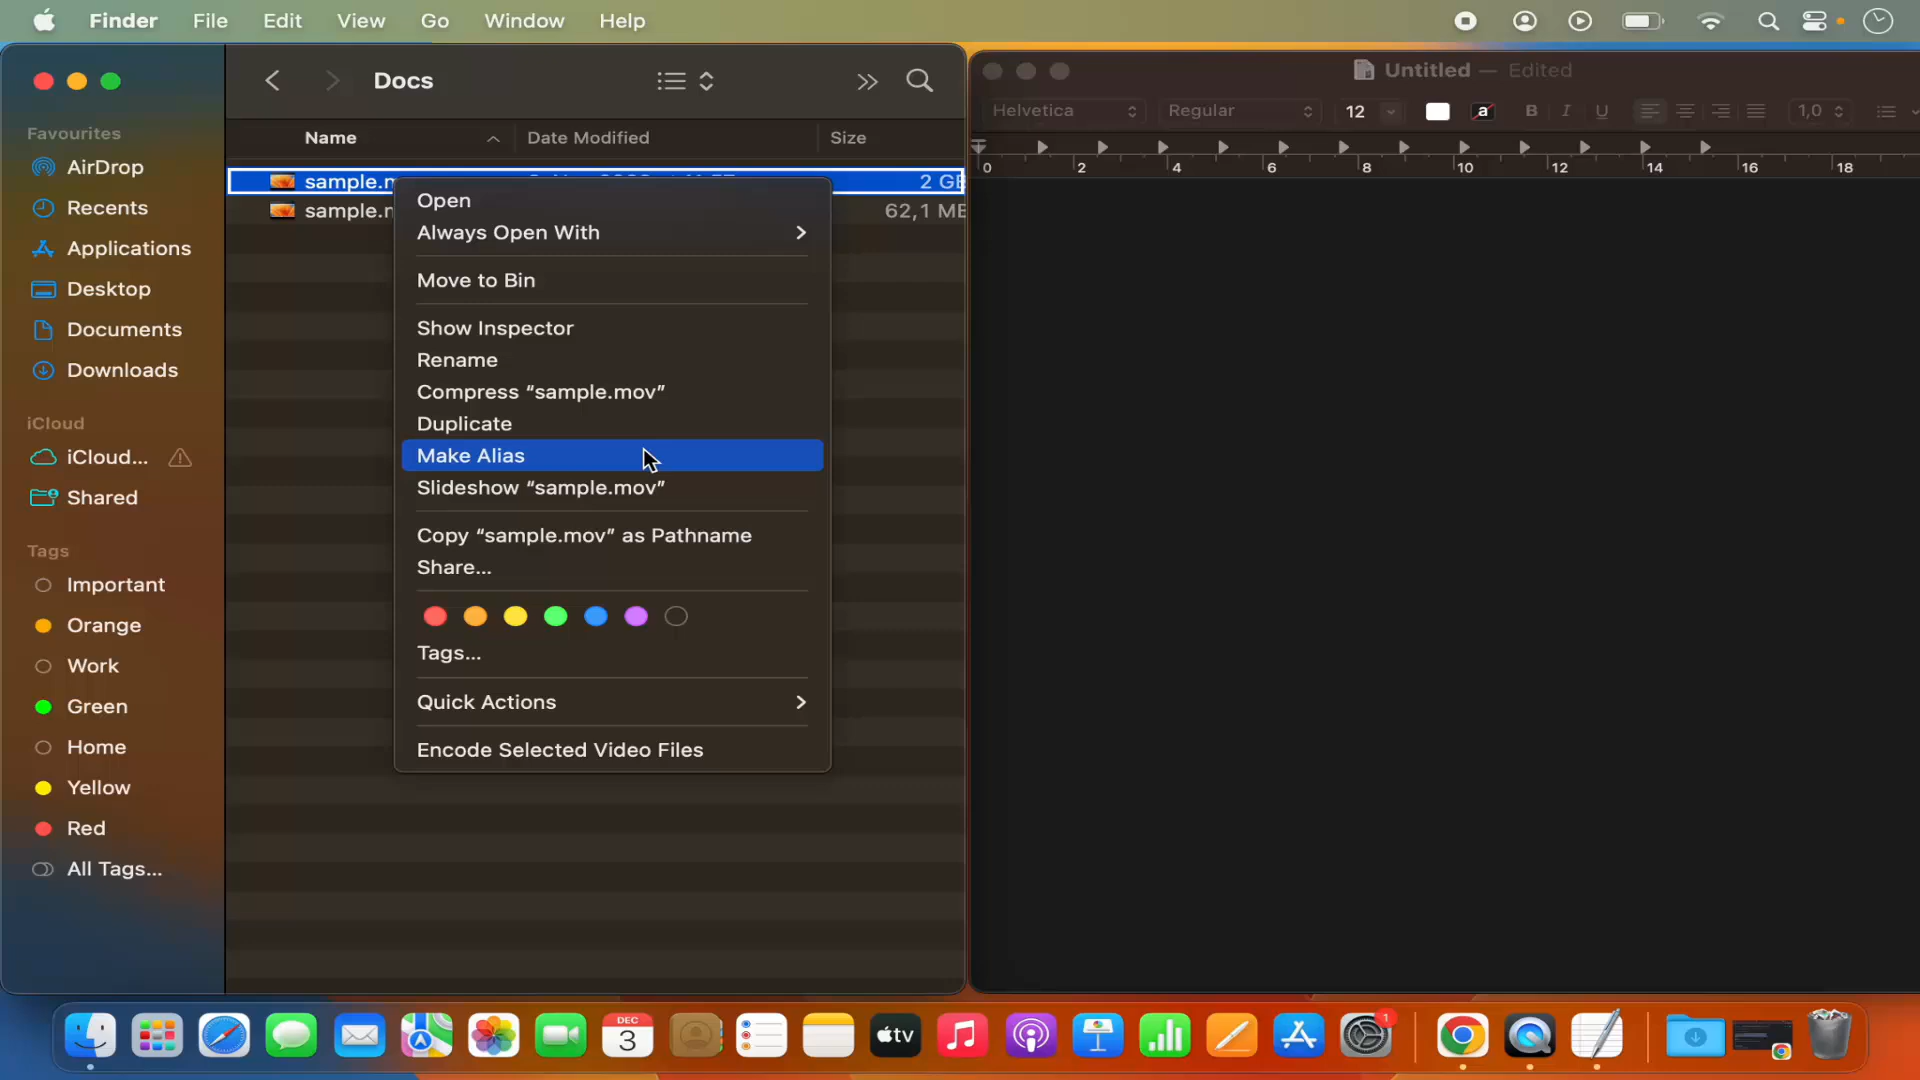 Finder File Edit View Go Window Help
Docs
Favourites
AirDrop
Recents
Applications
Desktop
Documents
Downloads
iCloud
iCloud...
Shared
Tags
Important
Orange
Work
Green
Home
Yellow
Red
All Tags...
Name Date Modified Size
2 GB
62,1 MB
Open
Always Open With
Move to Bin
Show Inspector
Rename
Compress “sample.mov”
Duplicate
Make Alias
Slideshow “sample.mov”
Copy “sample.mov” as Pathname
Share...
Tags...
Quick Actions
Encode Selected Video Files
Untitled — Edited
Helvetica Regular 12 a B I U 1,0
0 2 4 6 8 10 12 14 16 18
DEC
3
tv
1